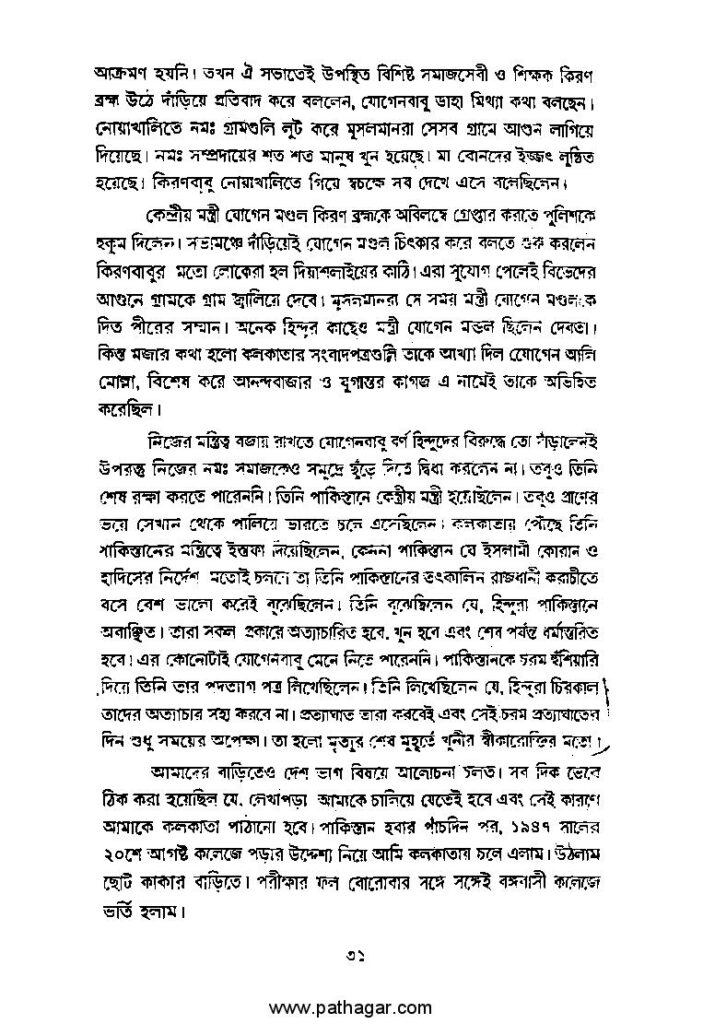 আক্রমণ হয়নি। তখন ঐ সভাতেই উপস্থিত বিশিষ্ট সমাজসেবী ও শিক্ষক কিরণ
ব্রহ্ম উঠে দাঁড়িয়ে প্রতিবাদ করে বললেন, যোগেনবাবু ডাহা মিথ্যা কথা বলছেন।
নোয়াখালিতে নমঃ গ্রামগুলি লুট করে মুসলমানরা সেসব গ্রামে আগুন লাগিয়ে
দিয়েছে। নমঃ সম্প্রদায়ের শত শত মানুষ খুন হয়েছে। মা বোনদের ইজ্জৎ লুন্ঠিত
হয়েছে। কিরণবাবু নোয়াখালিতে গিয়ে স্বচক্ষে সব দেখে এসে বলেছিলেন।
কেন্দ্রীয় মন্ত্রী যোগেন মণ্ডল কিরণ ব্রহ্মকে অবিলম্বে গ্রেপ্তার করতে পুলিশকে
হুকুম দিলেন। সভামঞ্চে দাঁড়িয়েই যোগেন মণ্ডল চিৎকার করে বলতে শুরু করলেন
কিরণবাবুর মতো লোকেরা হল দিয়াশলাইয়ের কাঠি। এরা সুযোগ পেলেই বিভেদের
আগুনে গ্রামকে গ্রাম জ্বালিয়ে দেবে। মুসলমানরা সে সময় মন্ত্রী যোগেন মণ্ডলকে
দিত পীরের সম্মান। অনেক হিন্দুর কাছেও মন্ত্রী যোগেন মন্ডল ছিলেন দেবতা।
কিন্তু মজার কথা হলো কলকাতার সংবাদপত্রগুলি তাকে আখ্যা দিল যোগেন আলি
মোল্লা, বিশেষ করে আনন্দবাজার ও যুগান্তর কাগজ এ নামেই তাকে অভিহিত
করেছিল।
নিজের মন্ত্রিত্ব বজায় রাখতে যোগেনবাবু বর্ণ হিন্দুদের বিরুদ্ধে তো দাঁড়ালেনই
উপরন্তু নিজের নমঃ সমাজকেও সমুদ্রে ছুঁড়ে দিতে দ্বিধা করলেন না। তবুও তিনি
শেষ রক্ষা করতে পারেননি। তিনি পাকিস্তানে কেন্দ্রীয় মন্ত্রী হয়েছিলেন। তবুও প্রাণের
ভয়ে সেখান থেকে পালিয়ে ভারতে চলে এসেছিলেন। কলকাতায় পৌঁছে তিনি
পাকিস্তানের মন্ত্রিত্বে ইস্তফা দিয়েছিলেন, কেননা পাকিস্তান যে ইসলামী কোরান ও
হাদিসের নির্দেশ মতোই চলবে তা তিনি পাকিস্তানের তৎকালিন রাজধানী করাচীতে
বসে বেশ ভালো করেই বুঝেছিলেন। তিনি বুঝেছিলেন যে, হিন্দুরা পাকিস্তানে
অবাঞ্ছিত। তারা সকল প্রকারে অত্যাচারিত হবে, খুন হবে এবং শেষ পর্যন্ত ধর্মান্তরিত
হবে। এর কোনোটাই যোগেনবাবু মেনে নিতে পারেননি। পাকিস্তানকে চরম হুঁশিয়ারি
দিয়ে তিনি তার পদত্যাগ পত্র লিখেছিলেন। তিনি লিখেছিলেন যে, হিন্দুরা চিরকাল
তাদের অত্যাচার সহ্য করবে না। প্রত্যাঘাত তারা করবেই এবং সেই চরম প্রত্যাঘাতের
দিন শুধু সময়ের অপেক্ষা। তা হলো মৃত্যুর শেষ মুহূর্তে খুনীর স্বীকারোক্তির মতো।
আমাদের বাড়িতেও দেশ ভাগ বিষয়ে আলোচনা চলত। সব দিক ভেবে
ঠিক করা হয়েছিল যে, লেখাপড়া আমাকে চালিয়ে যেতেই হবে এবং সেই কারণে
আমাকে কলকাতা পাঠানো হবে। পাকিস্তান হবার পাঁচদিন পর, ১৯৪৭ সালের
২০শে আগষ্ট কলেজে পড়ার উদ্দেশ্য নিয়ে আমি কলকাতায় চলে এলাম। উঠলাম
ছোট কাকার বাড়িতে। পরীক্ষার ফল বোরোবার সঙ্গে সঙ্গেই বঙ্গবাসী কলেজে
ভর্তি হলাম।
৩১
www.pathagar.com